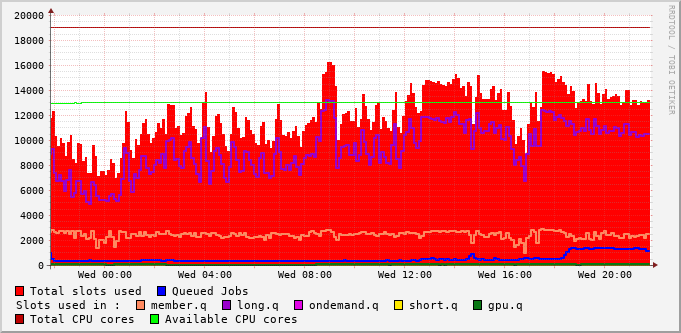 20000
18000
16000
14000
12000
10000
8000
6000
4000
2000
0
Wed 00:00 Wed 04:00 Wed 08:00 Wed 12:00 Wed 16:00 Wed 20:00
Total slots used Queued Jobs
Slots used in : member.q long.q ondemand.q short.q gpu.q
Total CPU cores Available CPU cores
RRDTOOL / TOBI OETIKER